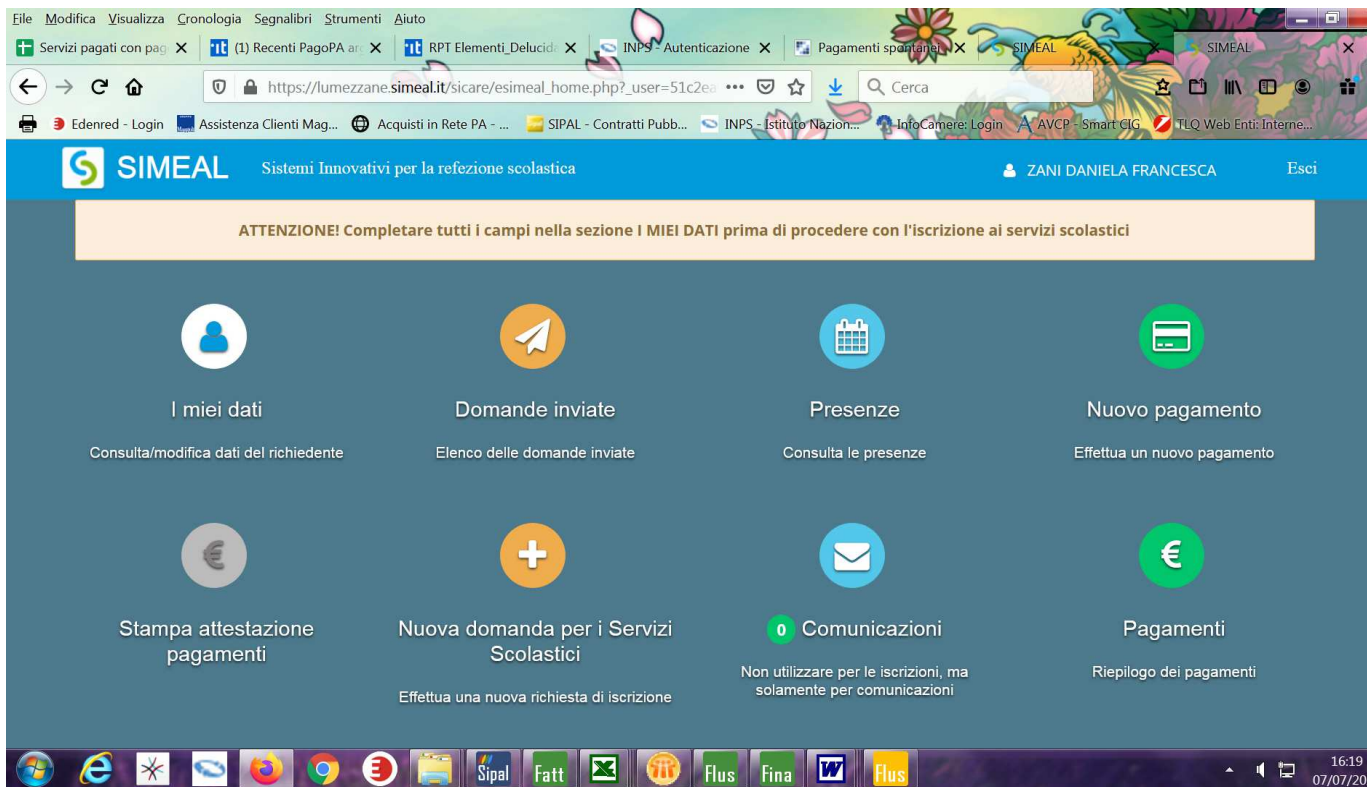 File Modifica Visualizza Cronologia Segnalibri Strumenti Aiuto
Servizi pagati con pag (1) Recenti PagoPA arc RPT Elementi_Delucida INPS - Autenticazione Pagamenti spontanei SIMEAL SIMEAL
https://lumezzane.simeal.it/sicare/esimeal_home.php?_user=51c2ea Cerca
Edenred - Login Assistenza Clienti Mag... Acquisti in Rete PA - ... SIPAL - Contratti Pubb... INPS - Istituto Nazion... InfoCamere: Login AVCP - Smart CIG TLQ Web Enti: Interne...
SIMEAL Sistemi Innovativi per la refezione scolastica ZANI DANIELA FRANCESCA Esci
ATTENZIONE! Completare tutti i campi nella sezione I MIEI DATI prima di procedere con l'iscrizione ai servizi scolastici
I miei dati Domande inviate Presenze Nuovo pagamento
Consulta/modifica dati del richiedente Elenco delle domande inviate Consulta le presenze Effettua un nuovo pagamento
Stampa attestazione
pagamenti
Nuova domanda per i Servizi
Scolastici
Effettua una nuova richiesta di iscrizione
0 Comunicazioni
Non utilizzare per le iscrizioni, ma
solamente per comunicazioni
Pagamenti
Riepilogo dei pagamenti
Sipal Fatt Flus Fina Flus
16:19
07/07/20